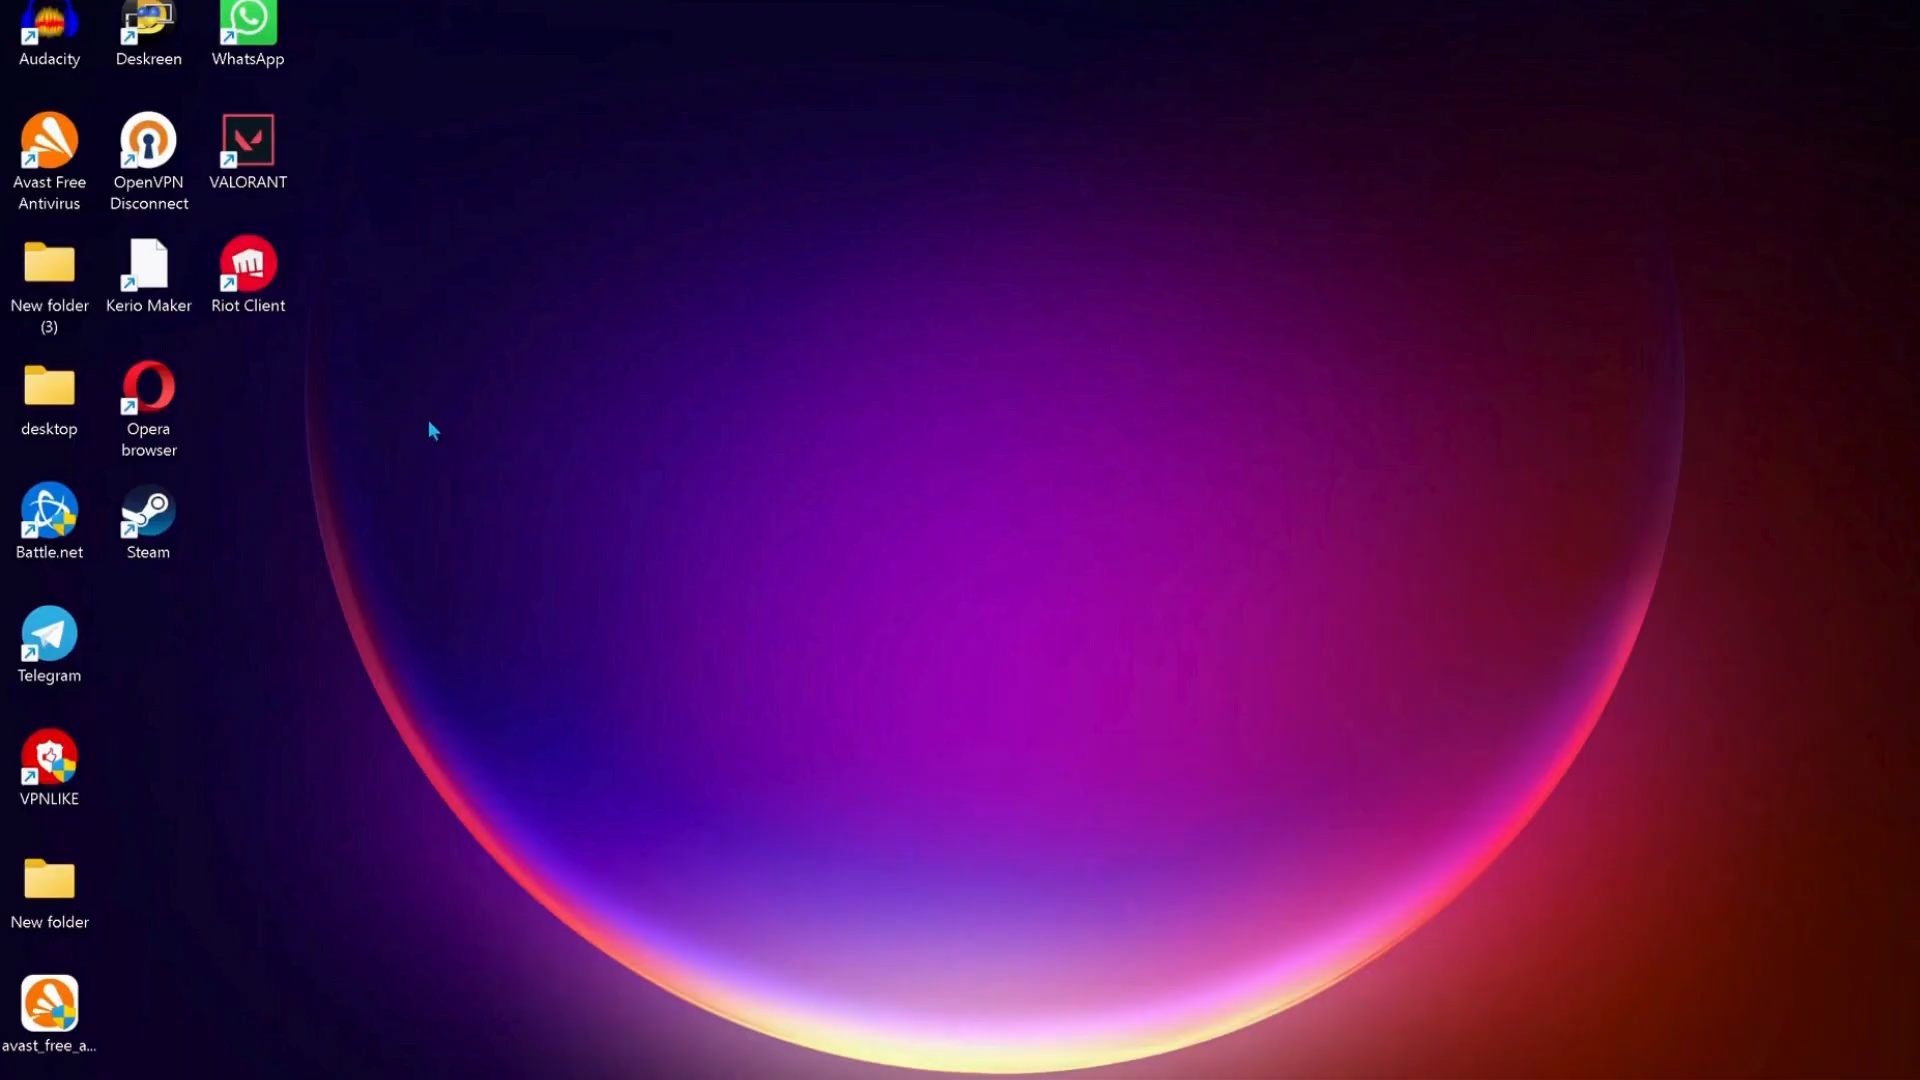 Audacity
Deskreen
WhatsApp
Avast Free
Antivirus
OpenVPN
Disconnect
VALORANT
New folder
(3)
Kerio Maker
Riot Client
desktop
Opera
browser
Battle.net
Steam
Telegram
VPNLIKE
New folder
avast_free_a...